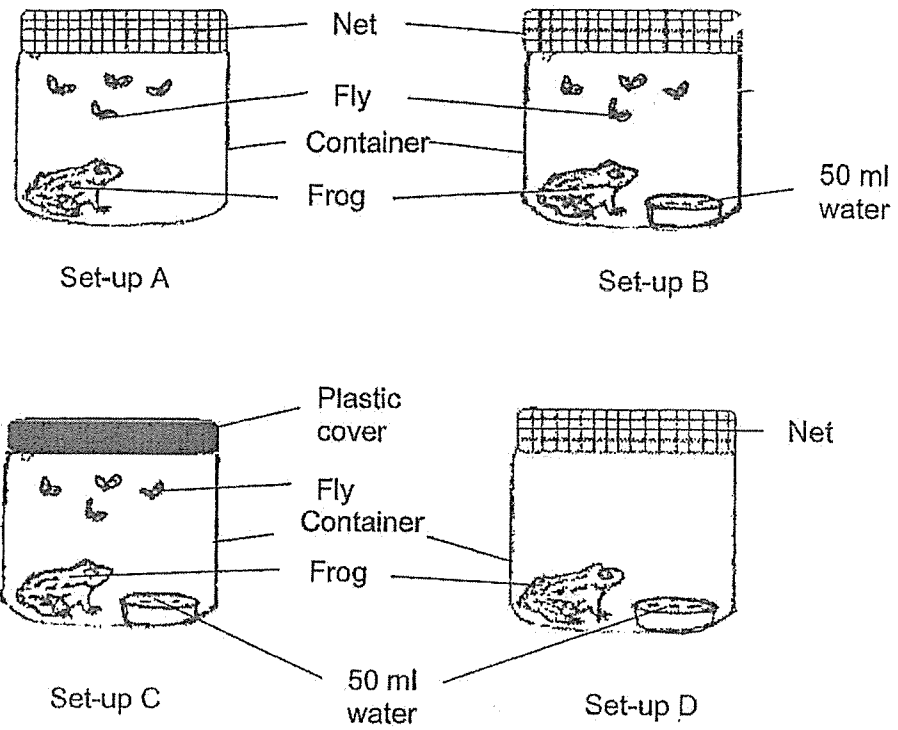 Net
Fly
Container
Frog
50 ml
water
Set-up A
Set-up B
Plastic
cover
Net
Fly
Container
Frog
50 ml
water
Set-up C
Set-up D